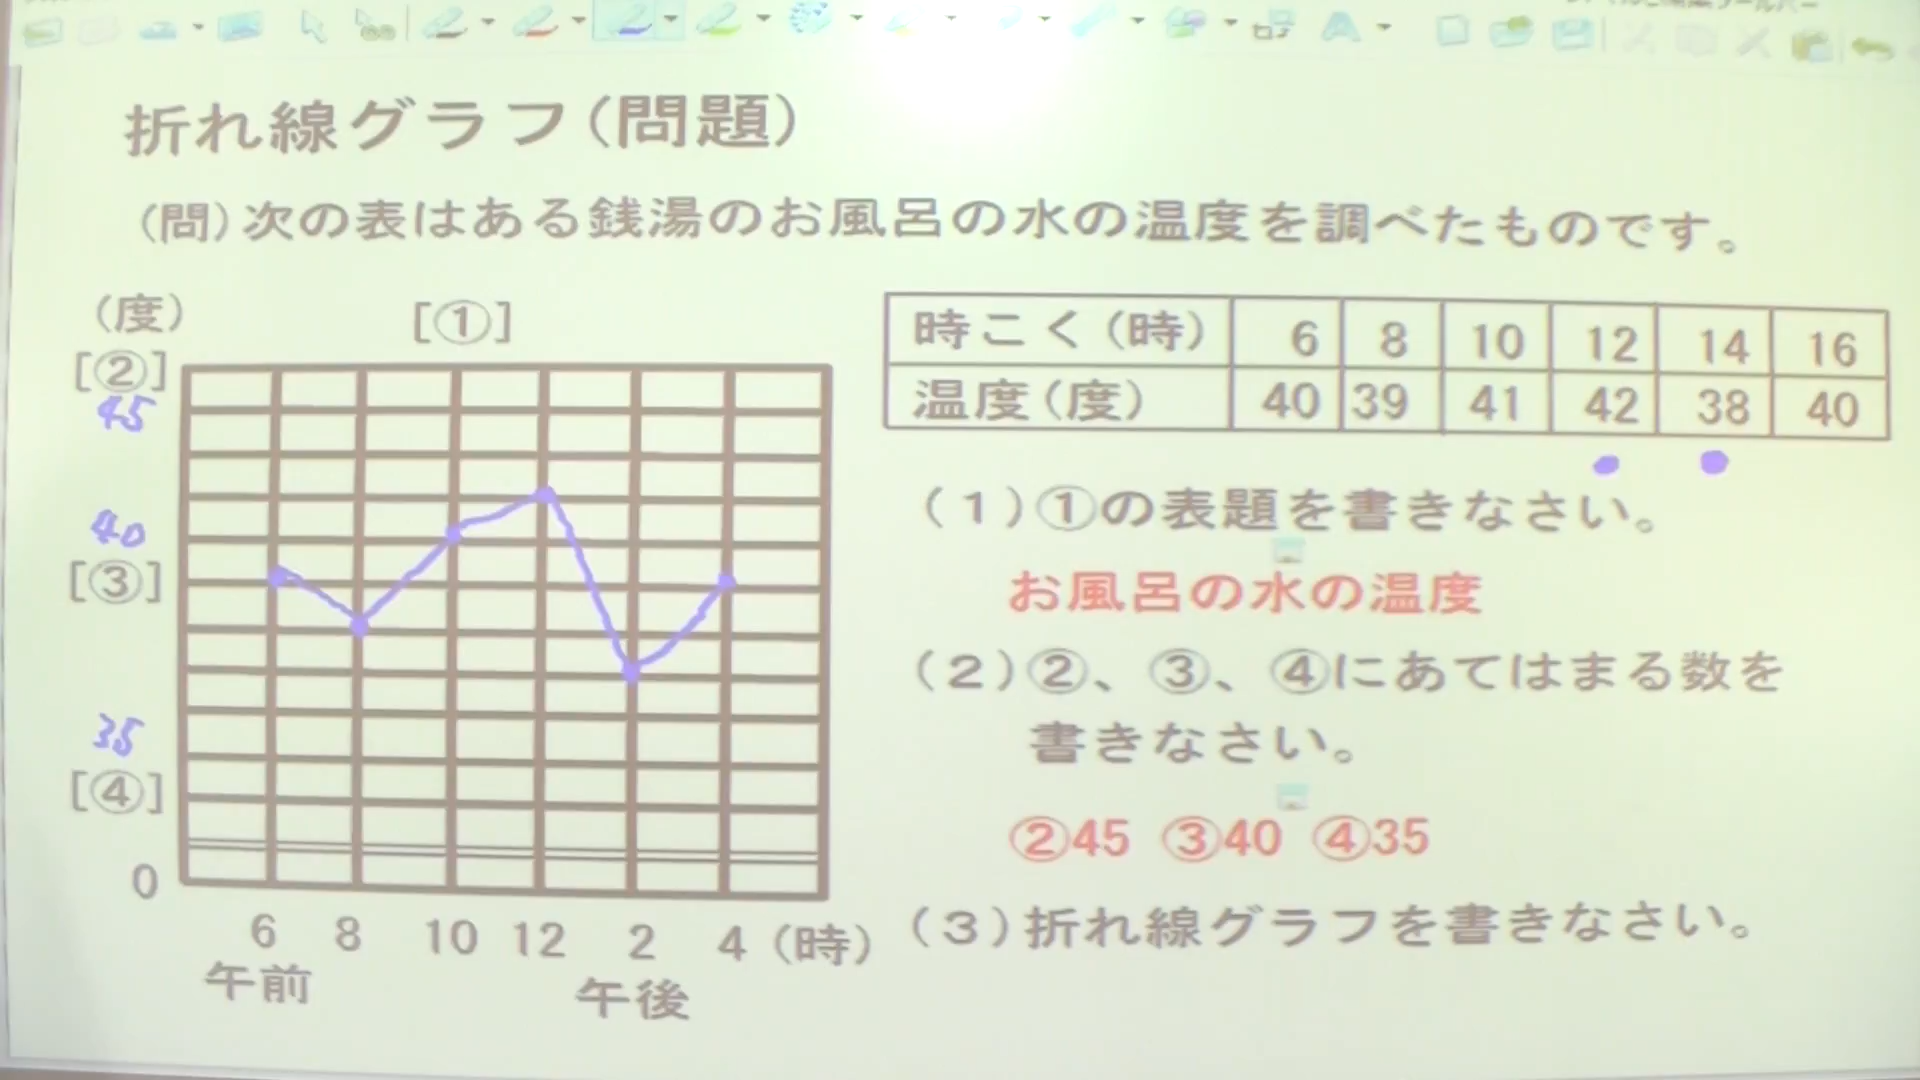 折れ線グラフ(問題)
(問)次の表はある銭湯のお風呂の水の温度を調べたものです。
(度)
[①]
[②]
45
40
[③]
35
[④]
0
6 8 10 12 2 4 (時)
午前 午後
時こく(時) 6 8 10 12 14 16
温度(度) 40 39 41 42 38 40
(1)①の表題を書きなさい。
お風呂の水の温度
(2)②、③、④にあてはまる数を
書きなさい。
②45 ③40 ④35
(3)折れ線グラフを書きなさい。